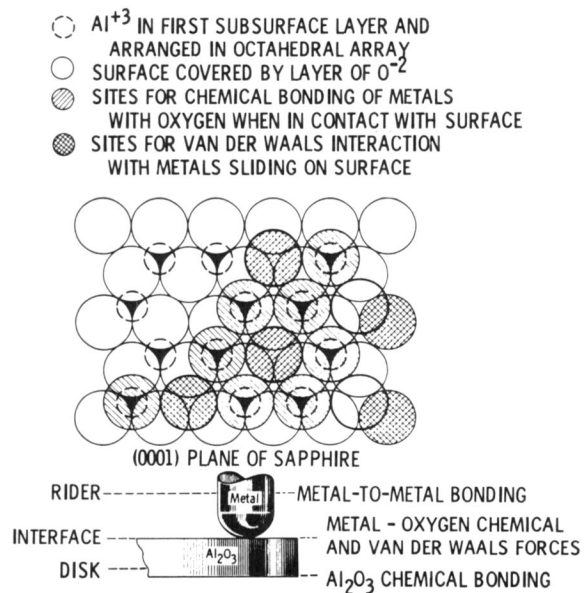 Al+3 IN FIRST SUBSURFACE LAYER AND
ARRANGED IN OCTAHEDRAL ARRAY
SURFACE COVERED BY LAYER OF O-2
SITES FOR CHEMICAL BONDING OF METALS
WITH OXYGEN WHEN IN CONTACT WITH SURFACE
SITES FOR VAN DER WAALS INTERACTION
WITH METALS SLIDING ON SURFACE
(0001) PLANE OF SAPPHIRE
RIDER
Metal
METAL-TO-METAL BONDING
INTERFACE
METAL - OXYGEN CHEMICAL
AND VAN DER WAALS FORCES
Al2O3
DISK
Al2O3 CHEMICAL BONDING